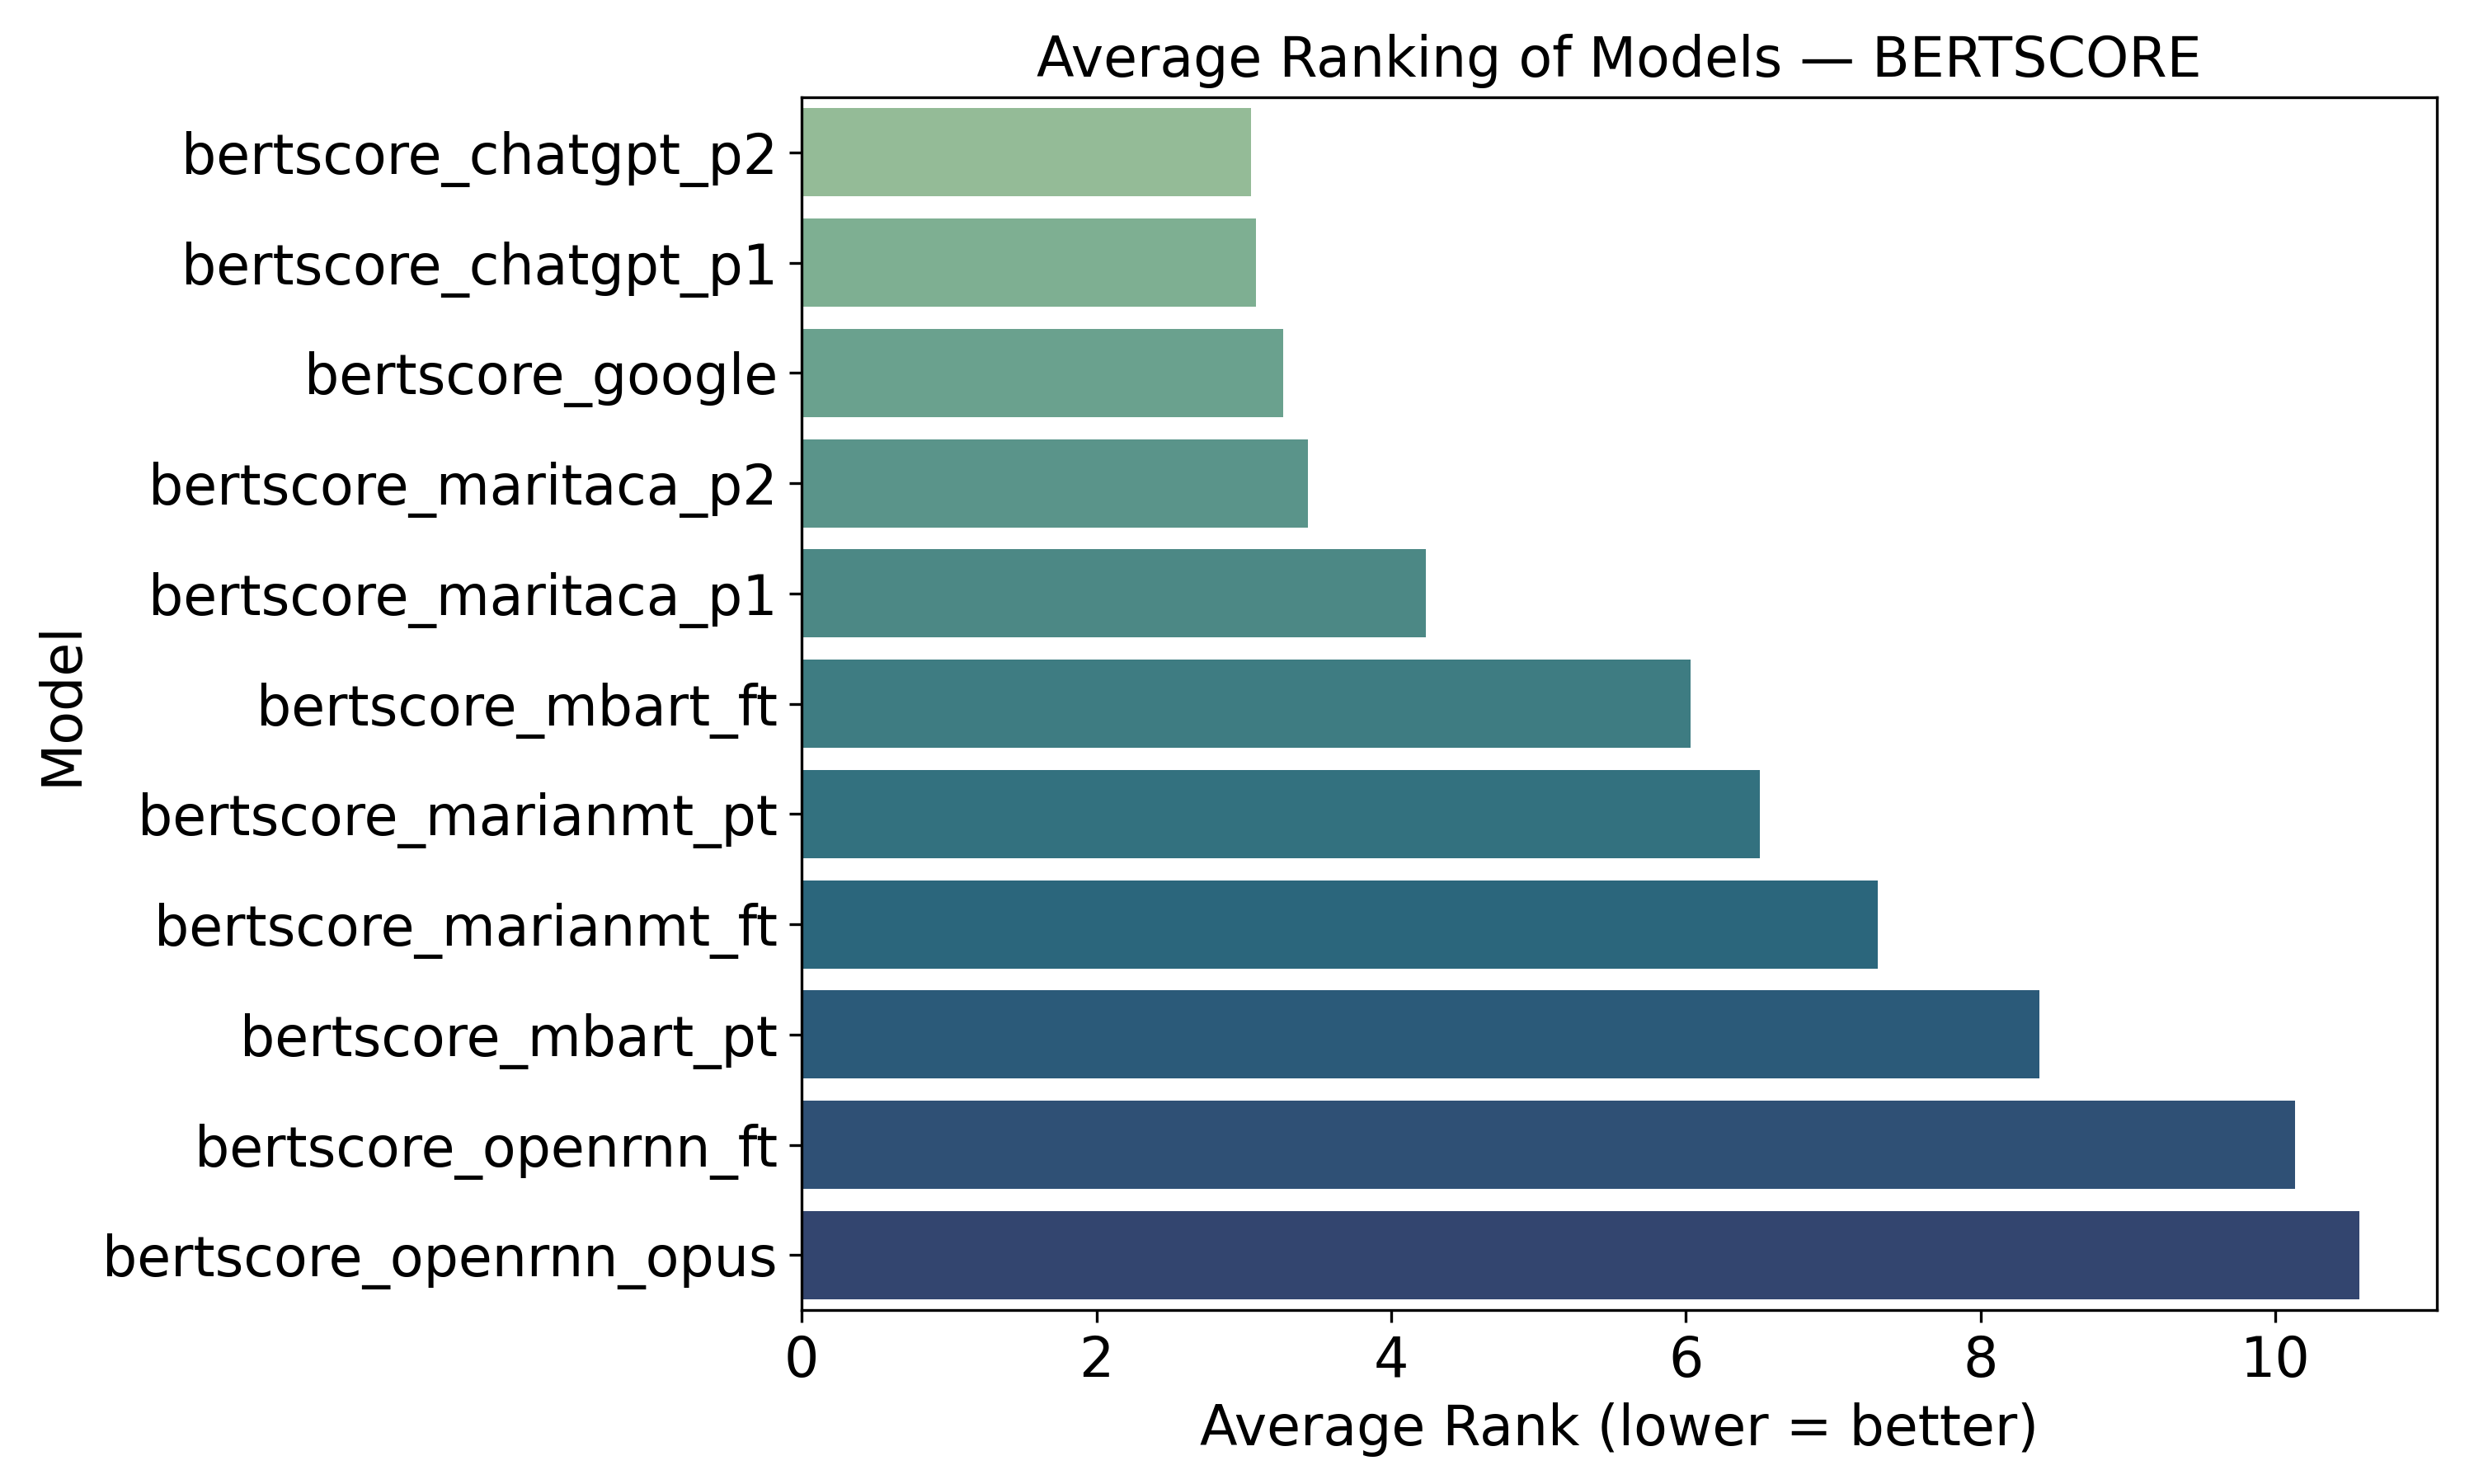 Average Ranking of Models — BERTSCORE
bertscore_chatgpt_p2
bertscore_chatgpt_p1
bertscore_google
bertscore_maritaca_p2
bertscore_maritaca_p1
bertscore_mbart_ft
bertscore_marianmt_pt
bertscore_marianmt_ft
bertscore_mbart_pt
bertscore_openrnn_ft
bertscore_openrnn_opus
Model
0 2 4 6 8 10
Average Rank (lower = better)